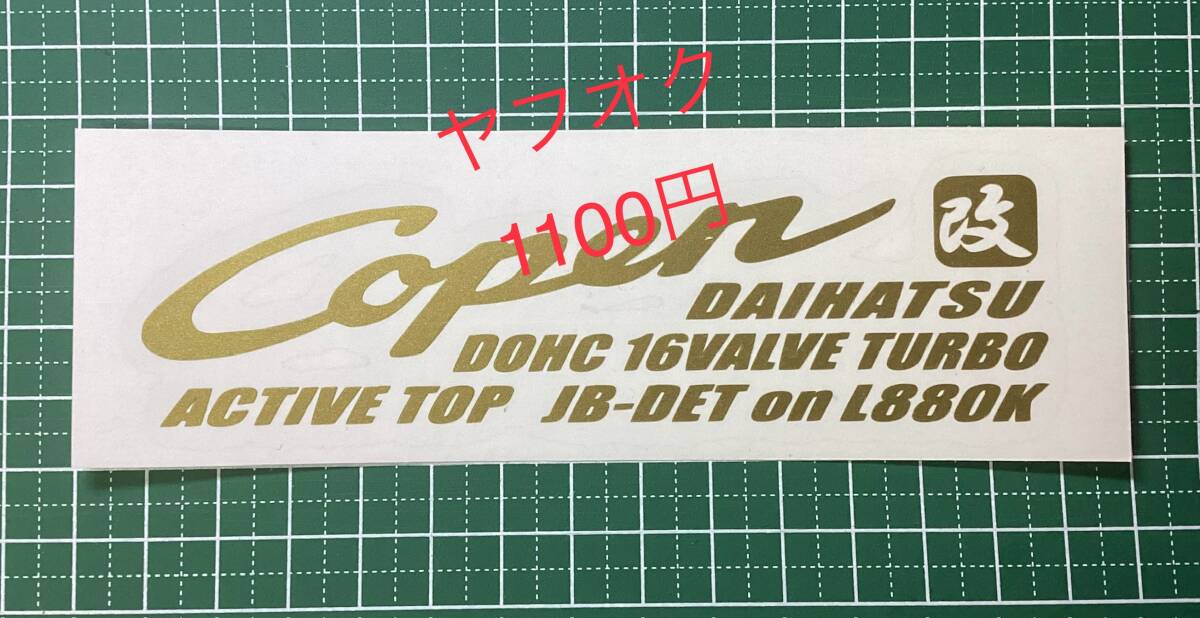 ヤフオク
1100円
Copen 改
DAIHATSU
DOHC 16VALVE TURBO
ACTIVE TOP JB-DET on L880K